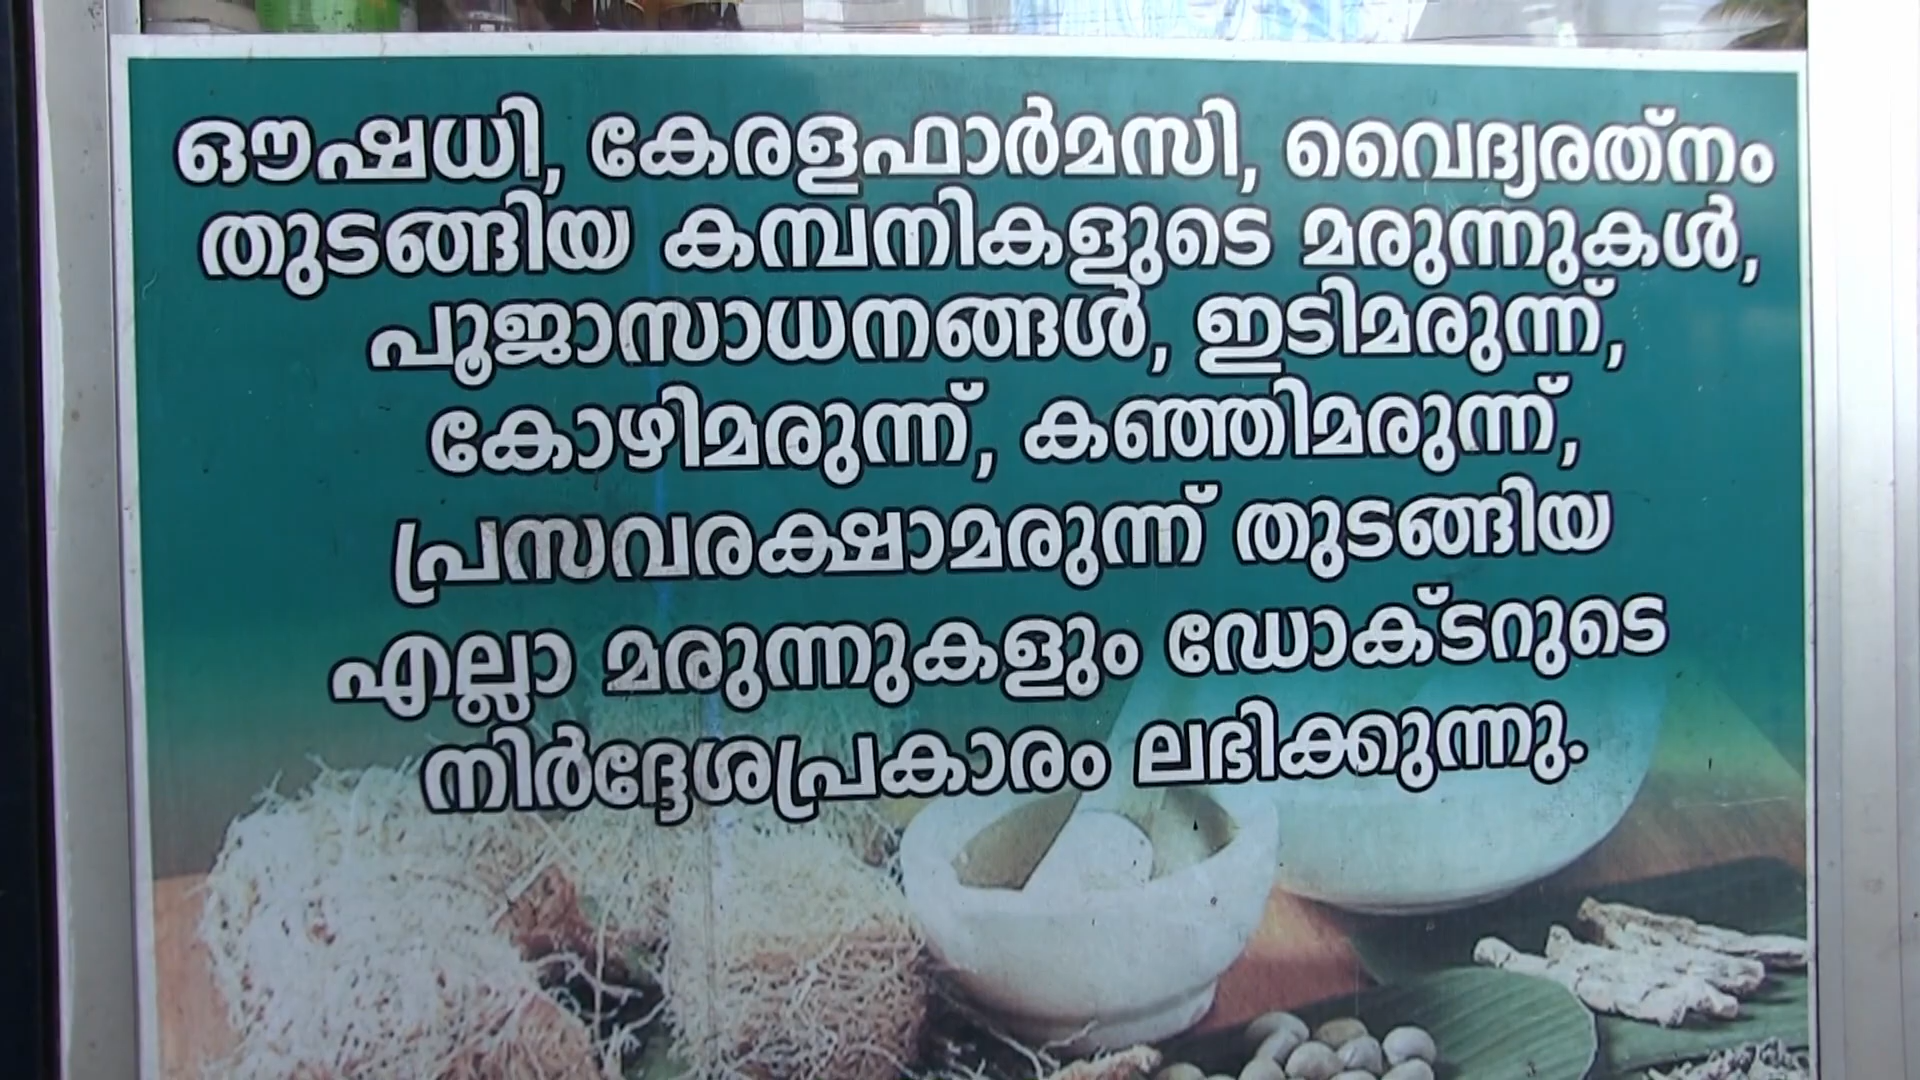 ഔഷധി, കേരളഫാർമസി, വൈദ്യരത്‌നം
തുടങ്ങിയ കമ്പനികളുടെ മരുന്നുകൾ,
പൂജാസാധനങ്ങൾ, ഇടിമരുന്ന്,
കോഴിമരുന്ന്, കഞ്ഞിമരുന്ന്,
പ്രസവരക്ഷാമരുന്ന് തുടങ്ങിയ
എല്ലാ മരുന്നുകളും ഡോക്ടറുടെ
നിർദ്ദേശപ്രകാരം ലഭിക്കുന്നു.